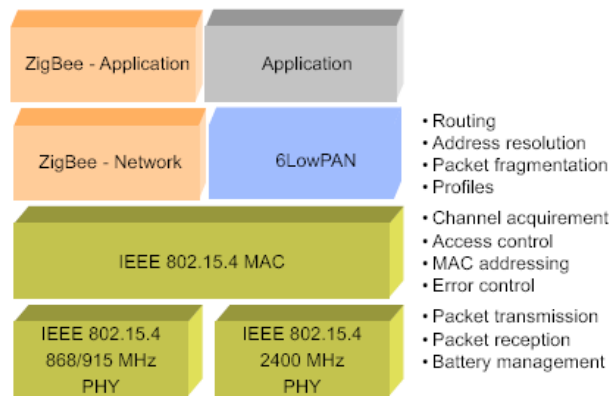 ZigBee - Application
Application
ZigBee - Network
6LowPAN
• Routing
• Address resolution
• Packet fragmentation
• Profiles
IEEE 802.15.4 MAC
• Channel acquirement
• Access control
• MAC addressing
• Error control
IEEE 802.15.4
868/915 MHz
PHY
IEEE 802.15.4
2400 MHz
PHY
• Packet transmission
• Packet reception
• Battery management